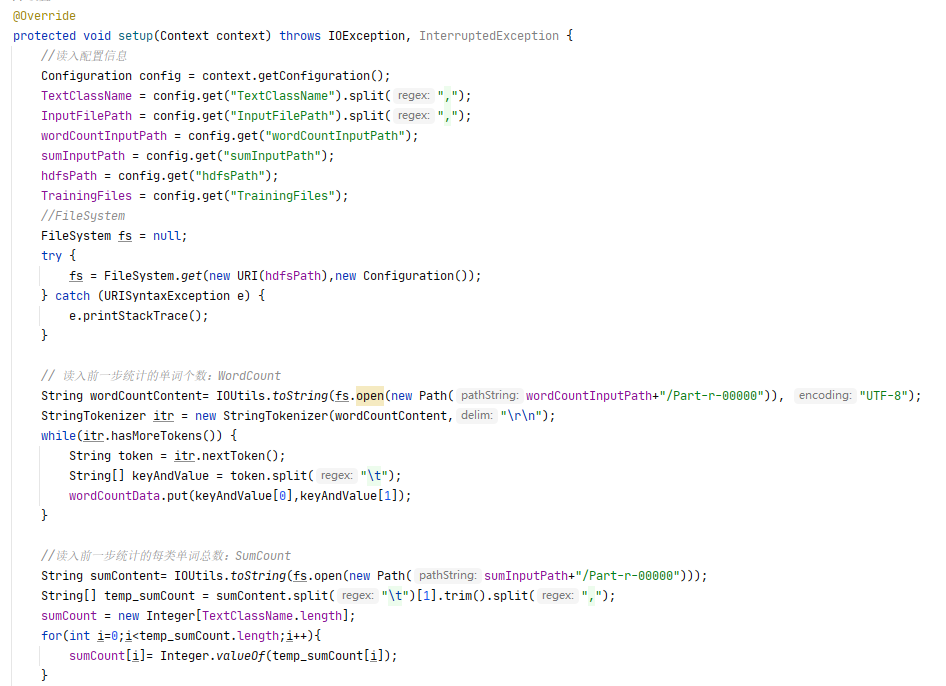 @Override
protected void setup(Context context) throws IOException, InterruptedException {
//读入配置信息
Configuration config = context.getConfiguration();
TextClassName = config.get("TextClassName").split( regex: ",");
InputFilePath = config.get("InputFilePath").split( regex: ",");
wordCountInputPath = config.get("wordCountInputPath");
sumInputPath = config.get("sumInputPath");
hdfsPath = config.get("hdfsPath");
TrainingFiles = config.get("TrainingFiles");
//FileSystem
FileSystem fs = null;
try {
fs = FileSystem.get(new URI(hdfsPath),new Configuration());
} catch (URISyntaxException e) {
e.printStackTrace();
}
// 读入前一步统计的单词个数：WordCount
String wordCountContent= IOUtils.toString(fs.open(new Path( pathString: wordCountInputPath+"/Part-r-00000")), encoding: "UTF-8");
StringTokenizer itr = new StringTokenizer(wordCountContent, delim: "\r\n");
while(itr.hasMoreTokens()) {
String token = itr.nextToken();
String[] keyAndValue = token.split( regex: "\t");
wordCountData.put(keyAndValue[0],keyAndValue[1]);
}
//读入前一步统计的每类单词总数：SumCount
String sumContent= IOUtils.toString(fs.open(new Path( pathString: sumInputPath+"/Part-r-00000")));
String[] temp_sumCount = sumContent.split( regex: "\t")[1].trim().split( regex: ",");
sumCount = new Integer[TextClassName.length];
for(int i=0;i<temp_sumCount.length;i++){
sumCount[i]= Integer.valueOf(temp_sumCount[i]);
}